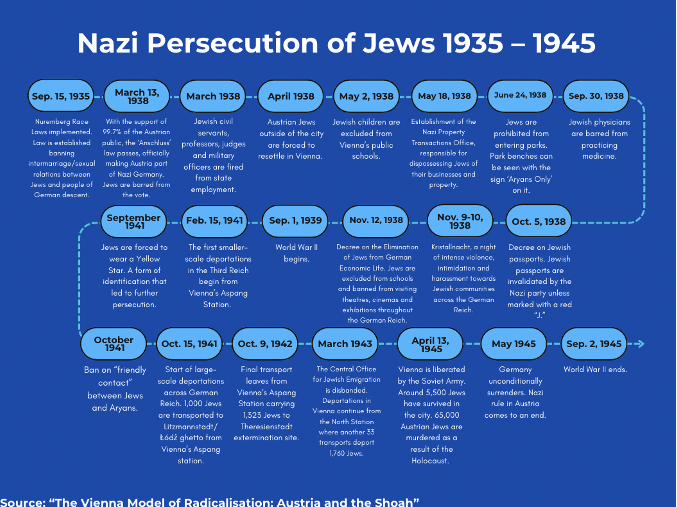 Nazi Persecution of Jews 1935 – 1945
Sep. 15, 1935
Nuremberg Race
Laws implemented.
Law is established
banning
intermarriage/sexual
relations between
Jews and people of
German descent.
March 13,
1938
With the support of
99.7% of the Austrian
public, the 'Anschluss'
law passes, officially
making Austria part
of Nazi Germany.
Jews are barred from
the vote.
March 1938
Jewish civil
servants,
professors, judges
and military
officers are fired
from state
employment.
April 1938
Austrian Jews
outside of the city
are forced to
resettle in Vienna.
May 2, 1938
Jewish children are
excluded from
Vienna's public
schools.
May 18, 1938
Establishment of the
Nazi Property
Transactions Office,
responsible for
dispossessing Jews of
their businesses and
property.
June 24, 1938
Jews are
prohibited from
entering parks.
Park benches can
be seen with the
sign 'Aryans Only'
on it.
Sep. 30, 1938
Jewish physicians
are barred from
practicing
medicine.
September
1941
Jews are forced to
wear a Yellow
Star. A form of
identification that
led to further
persecution.
Feb. 15, 1941
The first smaller-
scale deportations
in the Third Reich
begin from
Vienna's Aspang
Station.
Sep. 1, 1939
World War II
begins.
Nov. 12, 1938
Decree on the Elimination
of Jews from German
Economic Life. Jews are
excluded from schools
and banned from visiting
theatres, cinemas and
exhibitions throughout
the German Reich.
Nov. 9-10,
1938
Kristallnacht, a night
of intense violence,
intimidation and
harassment towards
Jewish communities
across the German
Reich.
Oct. 5, 1938
Decree on Jewish
passports. Jewish
passports are
invalidated by the
Nazi party unless
marked with a red
"J."
October
1941
Ban on "friendly
contact"
between Jews
and Aryans.
Oct. 15, 1941
Start of large-
scale deportations
across German
Reich. 1,000 Jews
are transported to
Litzmannstadt/
Łódź ghetto from
Vienna's Aspang
station.
Oct. 9, 1942
Final transport
leaves from
Vienna's Aspang
Station carrying
1,323 Jews to
Theresienstadt
extermination site.
March 1943
The Central Office
for Jewish Emigration
is disbanded.
Deportations in
Vienna continue from
the North Station
where another 33
transports deport
1,760 Jews.
April 13,
1945
Vienna is liberated
by the Soviet Army.
Around 5,500 Jews
have survived in
the city. 65,000
Austrian Jews are
murdered as a
result of the
Holocaust.
May 1945
Germany
unconditionally
surrenders. Nazi
rule in Austria
comes to an end.
Sep. 2, 1945
World War II ends.
Source: "The Vienna Model of Radicalisation: Austria and the Shoah"